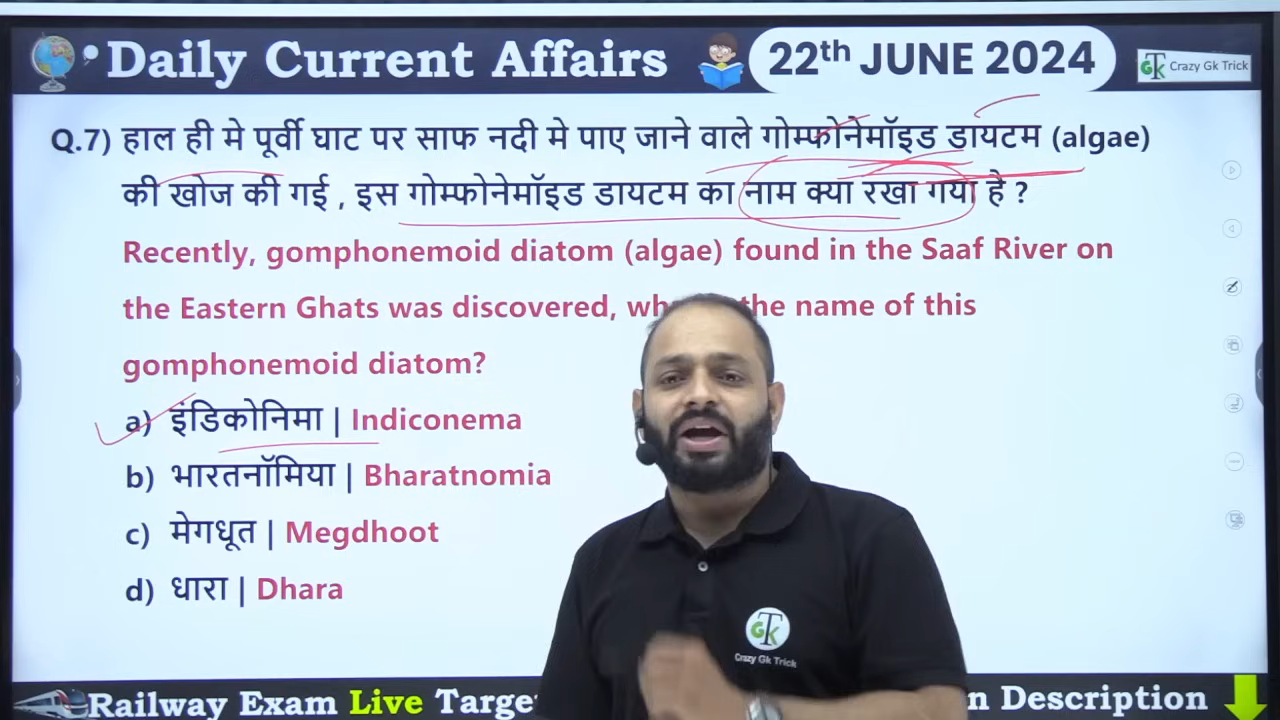 Daily Current Affairs
22th JUNE 2024
GTK Crazy Gk Trick
Q.7) हाल ही मे पूर्वी घाट पर साफ नदी मे पाए जाने वाले गोम्फोनेमॉइड डायटम (algae)
की खोज की गई , इस गोम्फोनेमॉइड डायटम का नाम क्या रखा गया है ?
Recently, gomphonemoid diatom (algae) found in the Saaf River on
the Eastern Ghats was discovered, the name of this
gomphonemoid diatom?
a) इंडिकोनिमा | Indiconema
b) भारतनॉमिया | Bharatnomia
c) मेगधूत | Megdhoot
d) धारा | Dhara
GTK
Crazy Gk Trick
Railway Exam Live Description